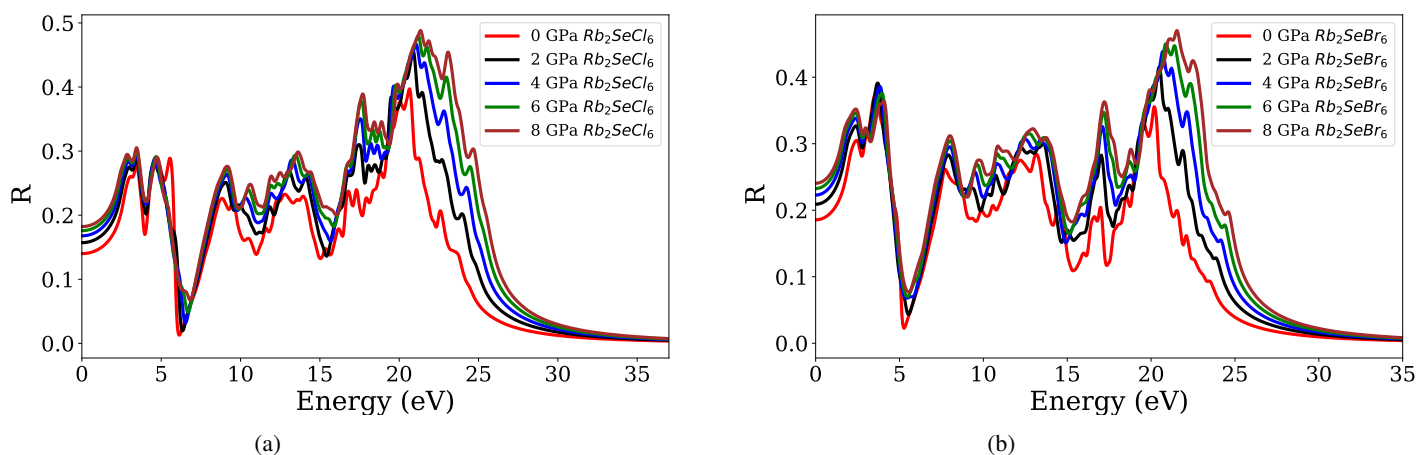 0.5
0.4
0.3
0.2
0.1
0.0
R
0 GPa Rb₂SeCl₆
2 GPa Rb₂SeCl₆
4 GPa Rb₂SeCl₆
6 GPa Rb₂SeCl₆
8 GPa Rb₂SeCl₆
0 5 10 15 20 25 30 35
Energy (eV)
(a)
0.4
0.3
0.2
0.1
0.0
R
0 GPa Rb₂SeBr₆
2 GPa Rb₂SeBr₆
4 GPa Rb₂SeBr₆
6 GPa Rb₂SeBr₆
8 GPa Rb₂SeBr₆
0 5 10 15 20 25 30 35
Energy (eV)
(b)